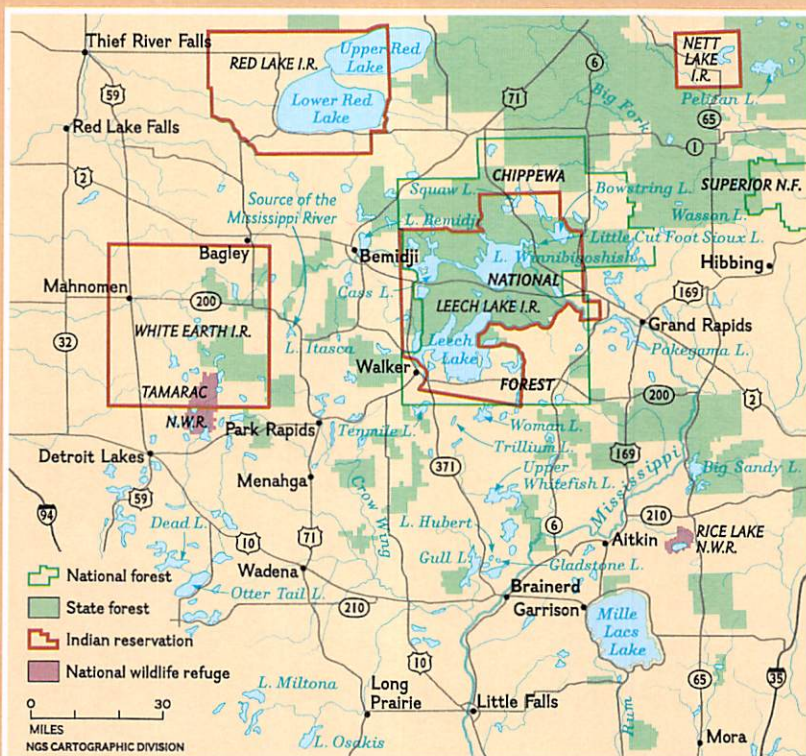 Thief River Falls
RED LAKE I.R.
Upper Red
Lake
Lower Red
Lake
NETT
LAKE
I.R.
Pelican L.
6
71
1
65
Big Fork
59
Red Lake Falls
2
Source of the
Mississippi River
Squaw L.
CHIPPEWA
Bowstring L.
SUPERIOR N.F.
Wasson L.
L. Bemidji
Little Cut Foot Sioux L.
Bagley
Bemidji
L. Winnibigoshish
Hibbing
Mahnomen
200
Cass L.
NATIONAL
169
WHITE EARTH I.R.
LEECH LAKE I.R.
Grand Rapids
32
L. Itasca
Leech
Lake
Pokegama L.
Walker
FOREST
TAMARAC
N.W.R.
200
2
Park Rapids
Tenmile L.
Woman L.
Trillium L.
Detroit Lakes
371
Upper
Whitefish L.
169
Mississippi
Big Sandy L.
Menahga
94
59
Crow Wing
Dead L.
10
71
L. Hubert
6
210
RICE LAKE
N.W.R.
Aitkin
Gull L.
Gladstone L.
National forest
Wadena
Otter Tail L.
State forest
210
Brainerd
Garrison
Mille
Lacs
Lake
Indian reservation
10
National wildlife refuge
L. Miltona
Long
Prairie
Little Falls
65
35
Rum
0 30
MILES
L. Osakis
Mora
NGS CARTOGRAPHIC DIVISION